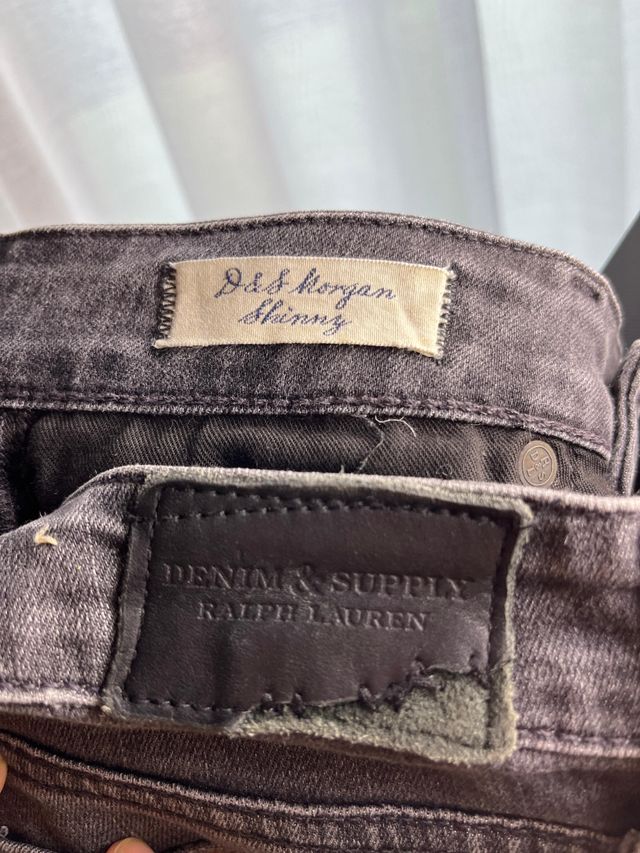 D&S Morgan
Skinny
DENIM & SUPPLY
RALPH LAUREN